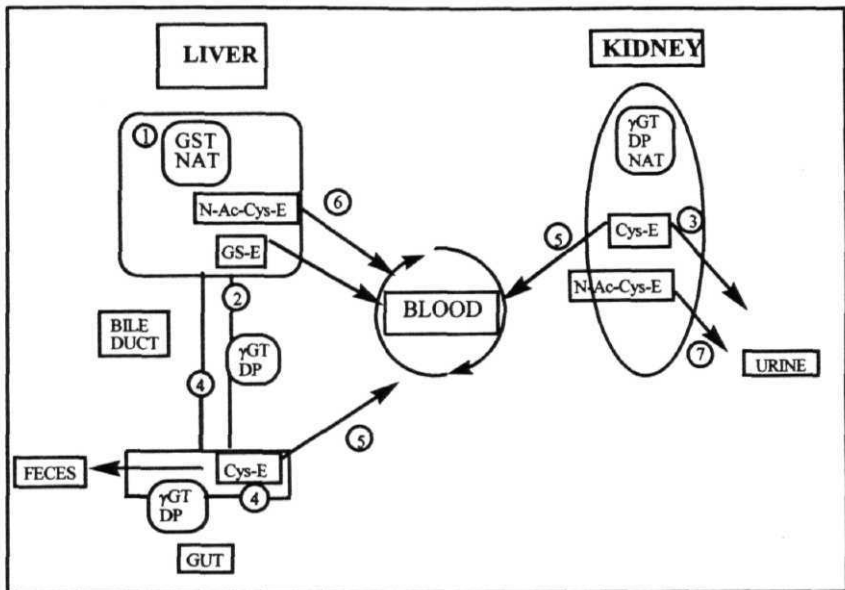 LIVER
KIDNEY
1
GST
NAT
γGT
DP
NAT
N-Ac-Cys-E
6
Cys-E
3
5
GS-E
2
N-Ac-Cys-E
BLOOD
BILE
DUCT
γGT
DP
7
URINE
4
5
FECES
Cys-E
4
γGT
DP
GUT